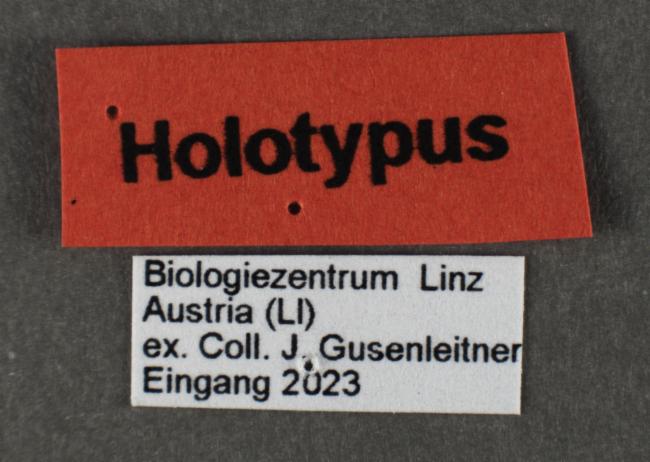 Holotypus
Biologiezentrum Linz
Austria (LI)
ex. Coll. J. Gusenleitner
Eingang 2023